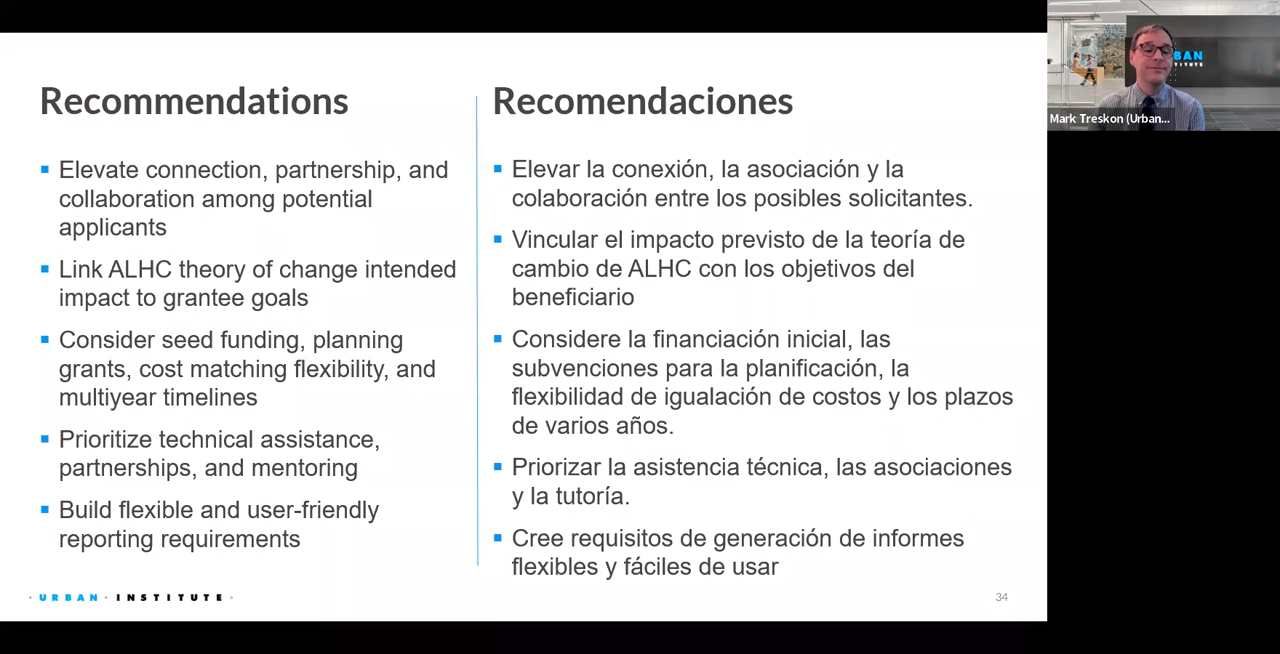 Recommendations
Elevate connection, partnership, and
collaboration among potential
applicants
Link ALHC theory of change intended
impact to grantee goals
Consider seed funding, planning
grants, cost matching flexibility, and
multiyear timelines
Prioritize technical assistance,
partnerships, and mentoring
Build flexible and user-friendly
reporting requirements
Recomendaciones
Elevar la conexión, la asociación y la
colaboración entre los posibles solicitantes.
Vincular el impacto previsto de la teoría de
cambio de ALHC con los objetivos del
beneficiario
Considere la financiación inicial, las
subvenciones para la planificación, la
flexibilidad de igualación de costos y los plazos
de varios años.
Priorizar la asistencia técnica, las asociaciones
y la tutoría.
Cree requisitos de generación de informes
flexibles y fáciles de usar
URBAN · INSTITUTE
34
BAN
TITUTE
Mark Treskon (Urban...